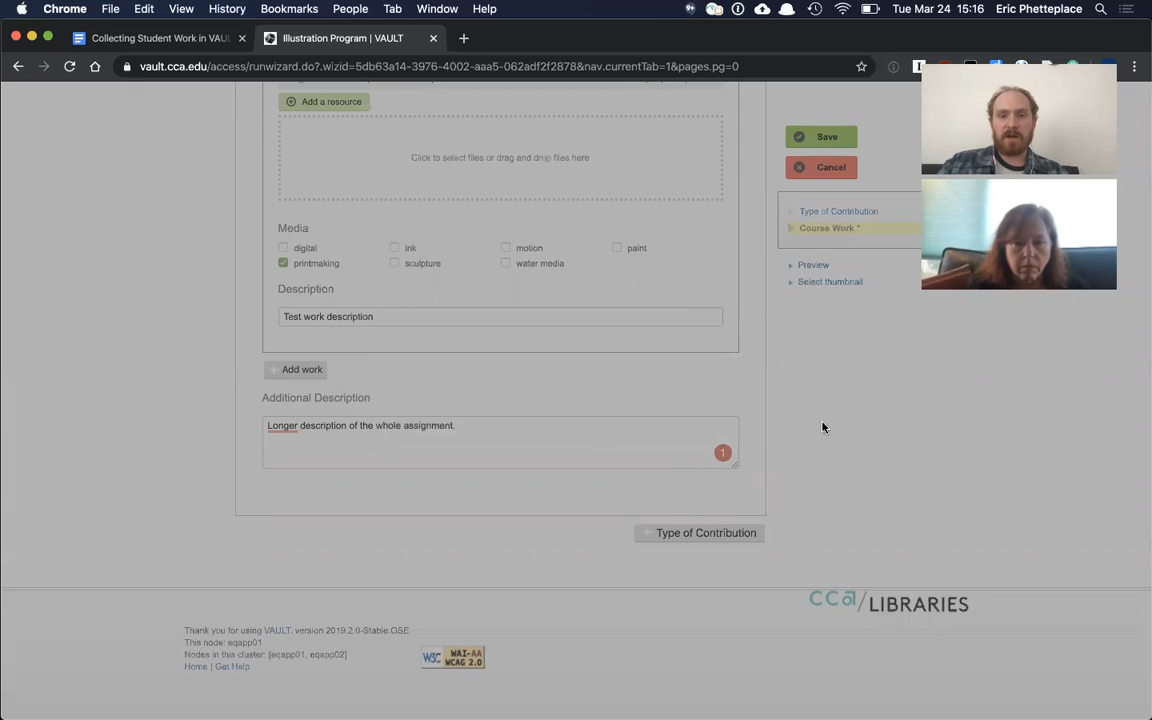 Chrome File Edit View History Bookmarks People Tab Window Help
Tue Mar 24 15:16 Eric Phetteplace
Collecting Student Work in VAU
Illustration Program | VAULT
vault.cca.edu/access/runwizard.do?.wizid=5db63a14-3976-4002-aaa5-062adf2f2878&nav.currentTab=1&pages.pg=0
Add a resource
Click to select files or drag and drop files here
Save
Cancel
Type of Contribution
Course Work *
Preview
Select thumbnail
Media
digital ink motion paint
printmaking sculpture water media
Description
Test work description
Add work
Additional Description
Longer description of the whole assignment.
1
Type of Contribution
cca/LIBRARIES
Thank you for using VAULT. version 2019.2.0-Stable.OSE
This node: eqapp01
Nodes in this cluster: [eqapp01, eqapp02]
Home | Get Help
W3C WAI-AA
WCAG 2.0